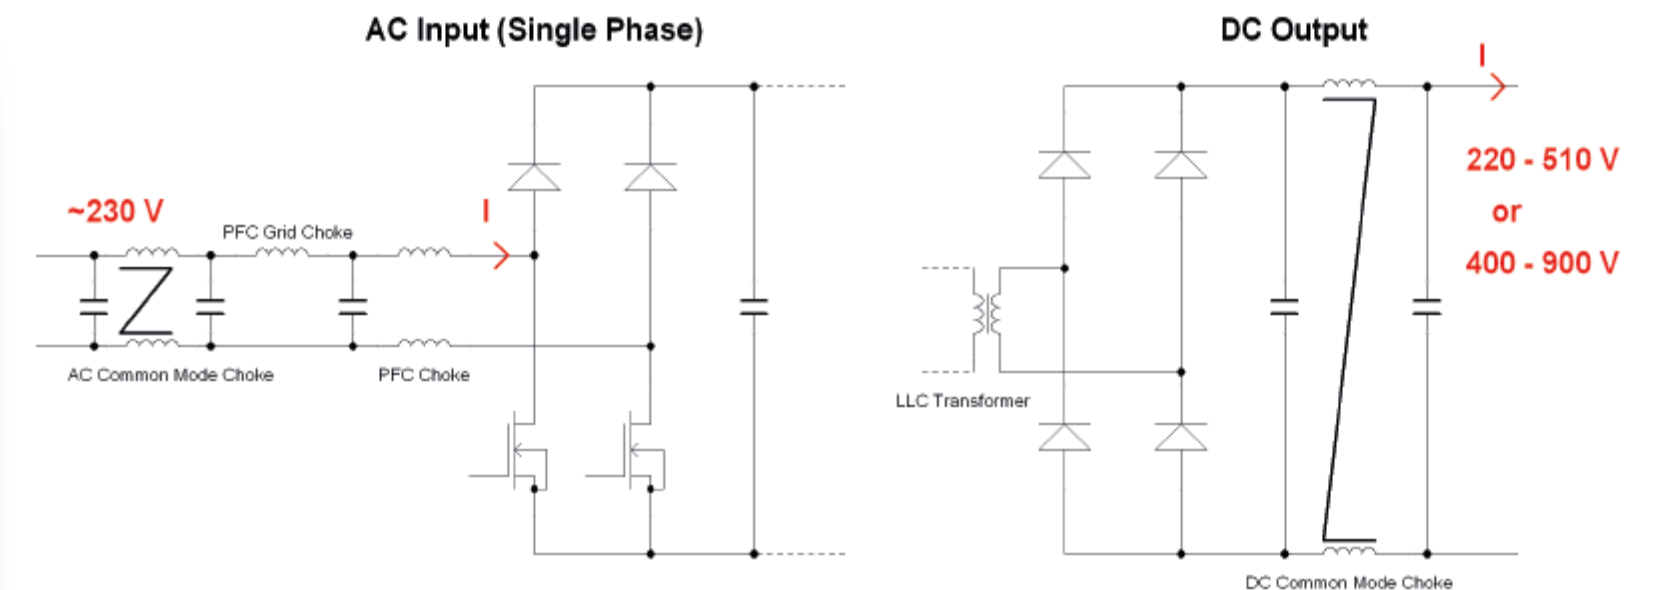 AC Input (Single Phase)
DC Output
I
220 - 510 V
or
400 - 900 V
~230 V
I
PFC Grid Choke
AC Common Mode Choke
PFC Choke
LLC Transformer
DC Common Mode Choke